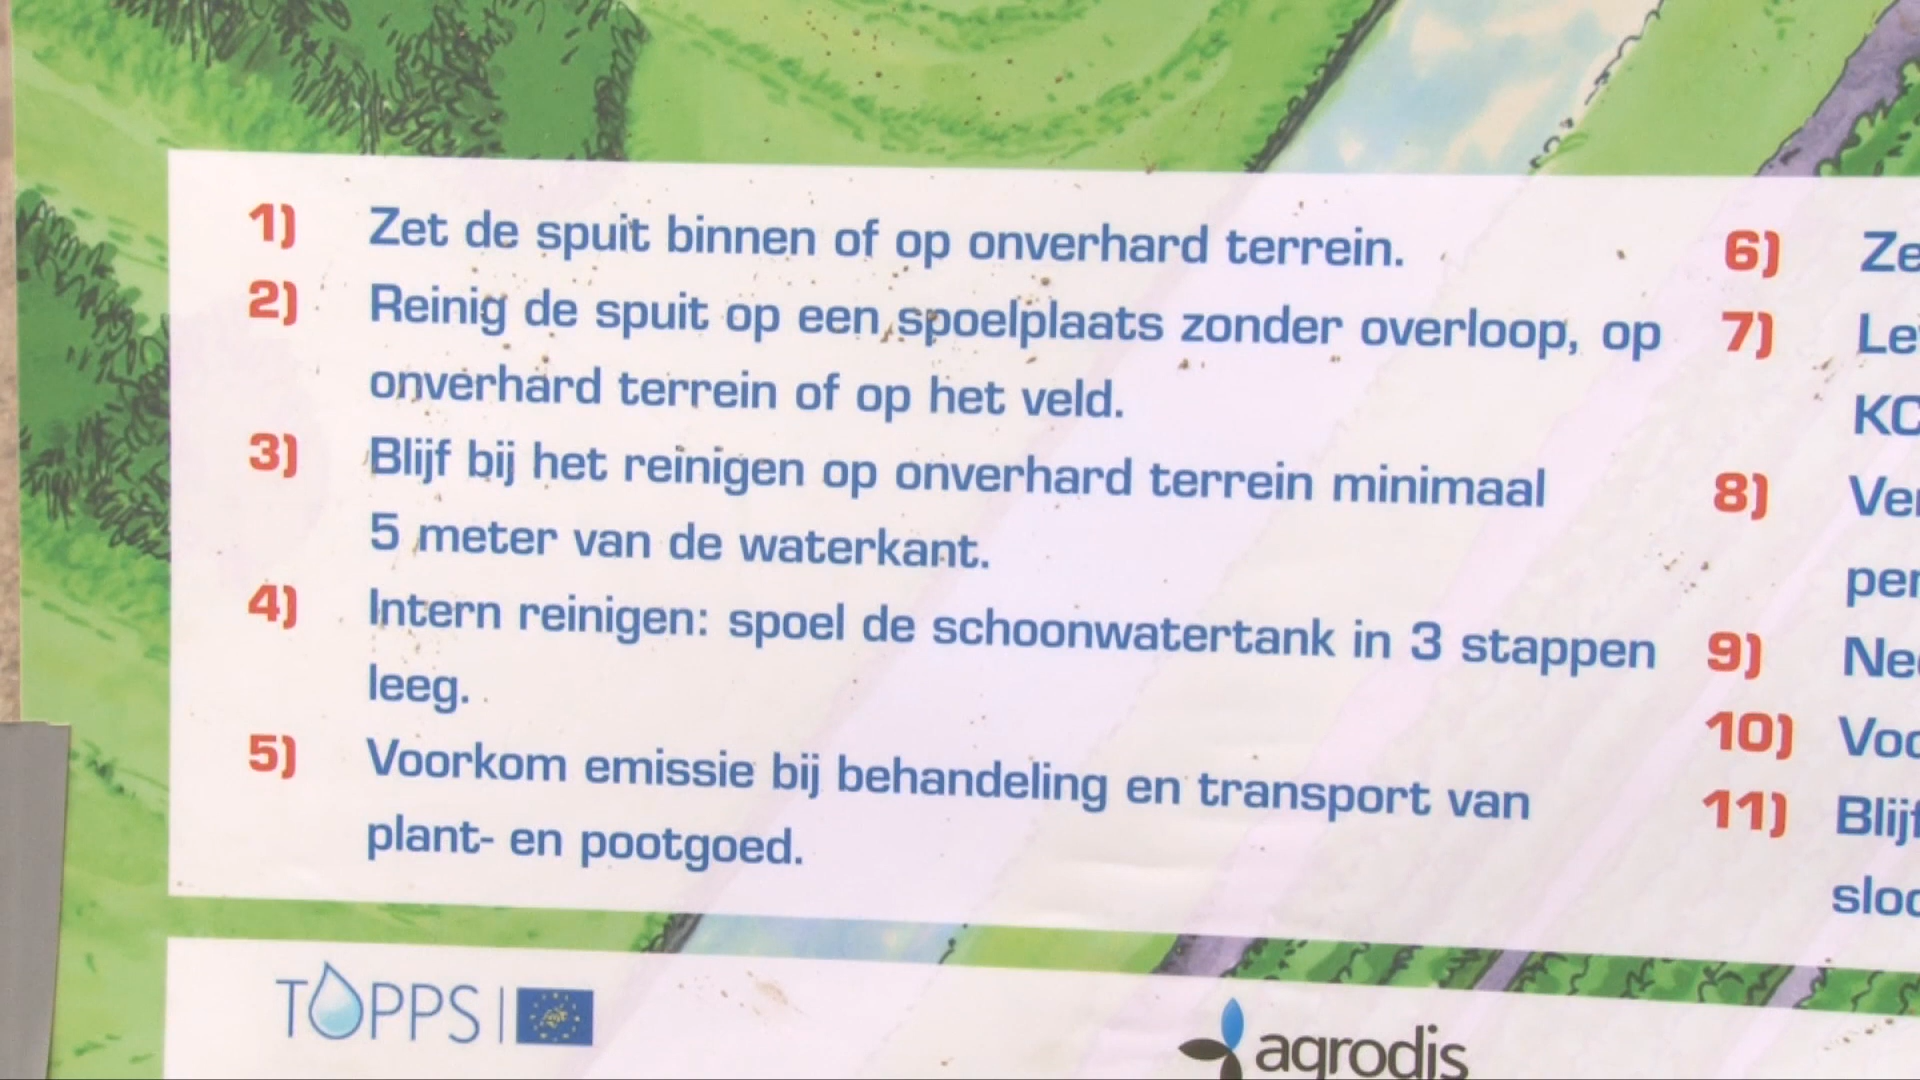 1) Zet de spuit binnen of op onverhard terrein.
2) Reinig de spuit op een spoelplaats zonder overloop, op
onverhard terrein of op het veld.
3) Blijf bij het reinigen op onverhard terrein minimaal
5 meter van de waterkant.
4) Intern reinigen: spoel de schoonwatertank in 3 stappen
leeg.
5) Voorkom emissie bij behandeling en transport van
plant- en pootgoed.
6)
7)
8)
9)
10)
11)
TOPPS
agrodis